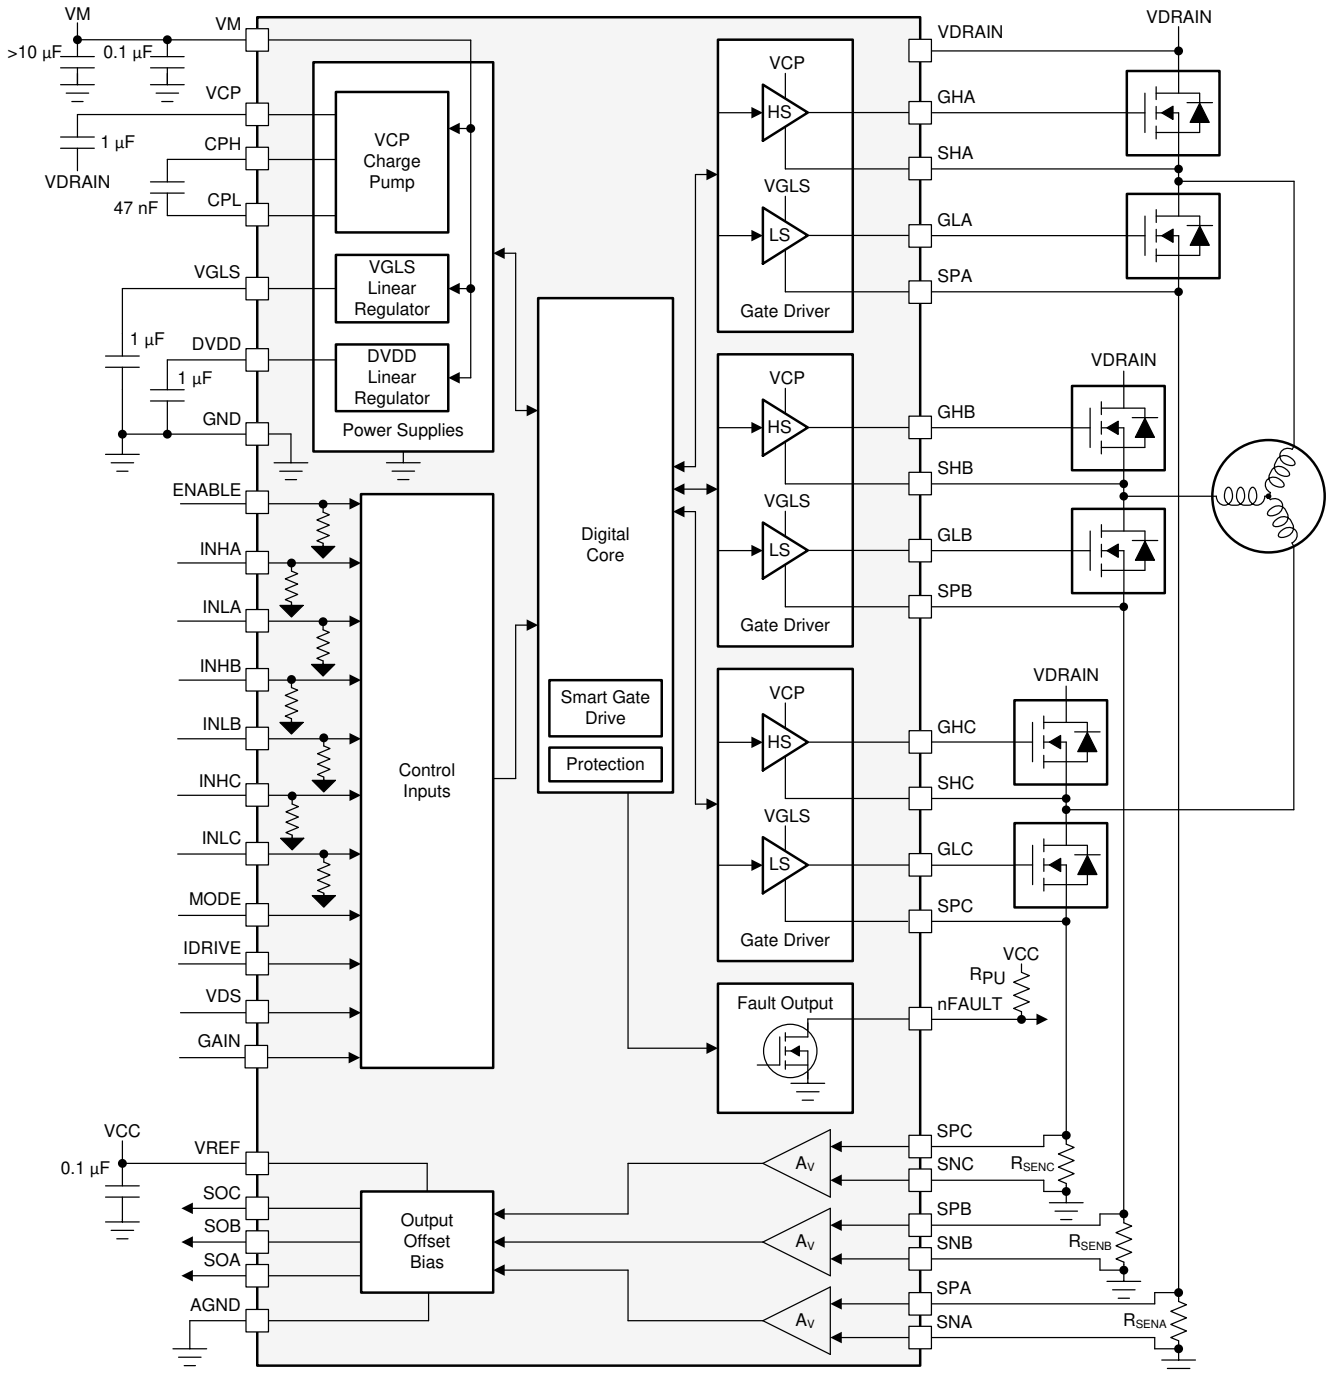 VM
>10 µF
0.1 µF
VM
VCP
1 µF
VDRAIN
CPH
47 nF
CPL
VGLS
1 µF
DVDD
1 µF
GND
ENABLE
INHA
INLA
INHB
INLB
INHC
INLC
MODE
IDRIVE
VDS
GAIN
VCC
0.1 µF
VREF
SOC
SOB
SOA
AGND
VCP
Charge
Pump
VGLS
Linear
Regulator
DVDD
Linear
Regulator
Power Supplies
Control
Inputs
Output
Offset
Bias
Digital
Core
Smart Gate
Drive
Protection
VCP
HS
VGLS
LS
Gate Driver
VCP
HS
VGLS
LS
Gate Driver
VCP
HS
VGLS
LS
Gate Driver
Fault Output
AV
AV
AV
VDRAIN
GHA
SHA
GLA
SPA
GHB
SHB
GLB
SPB
GHC
SHC
GLC
SPC
VCC
RPU
nFAULT
SPC
SNC
RSENC
SPB
SNB
RSENB
SPA
SNA
RSENA
VDRAIN
VDRAIN
VDRAIN